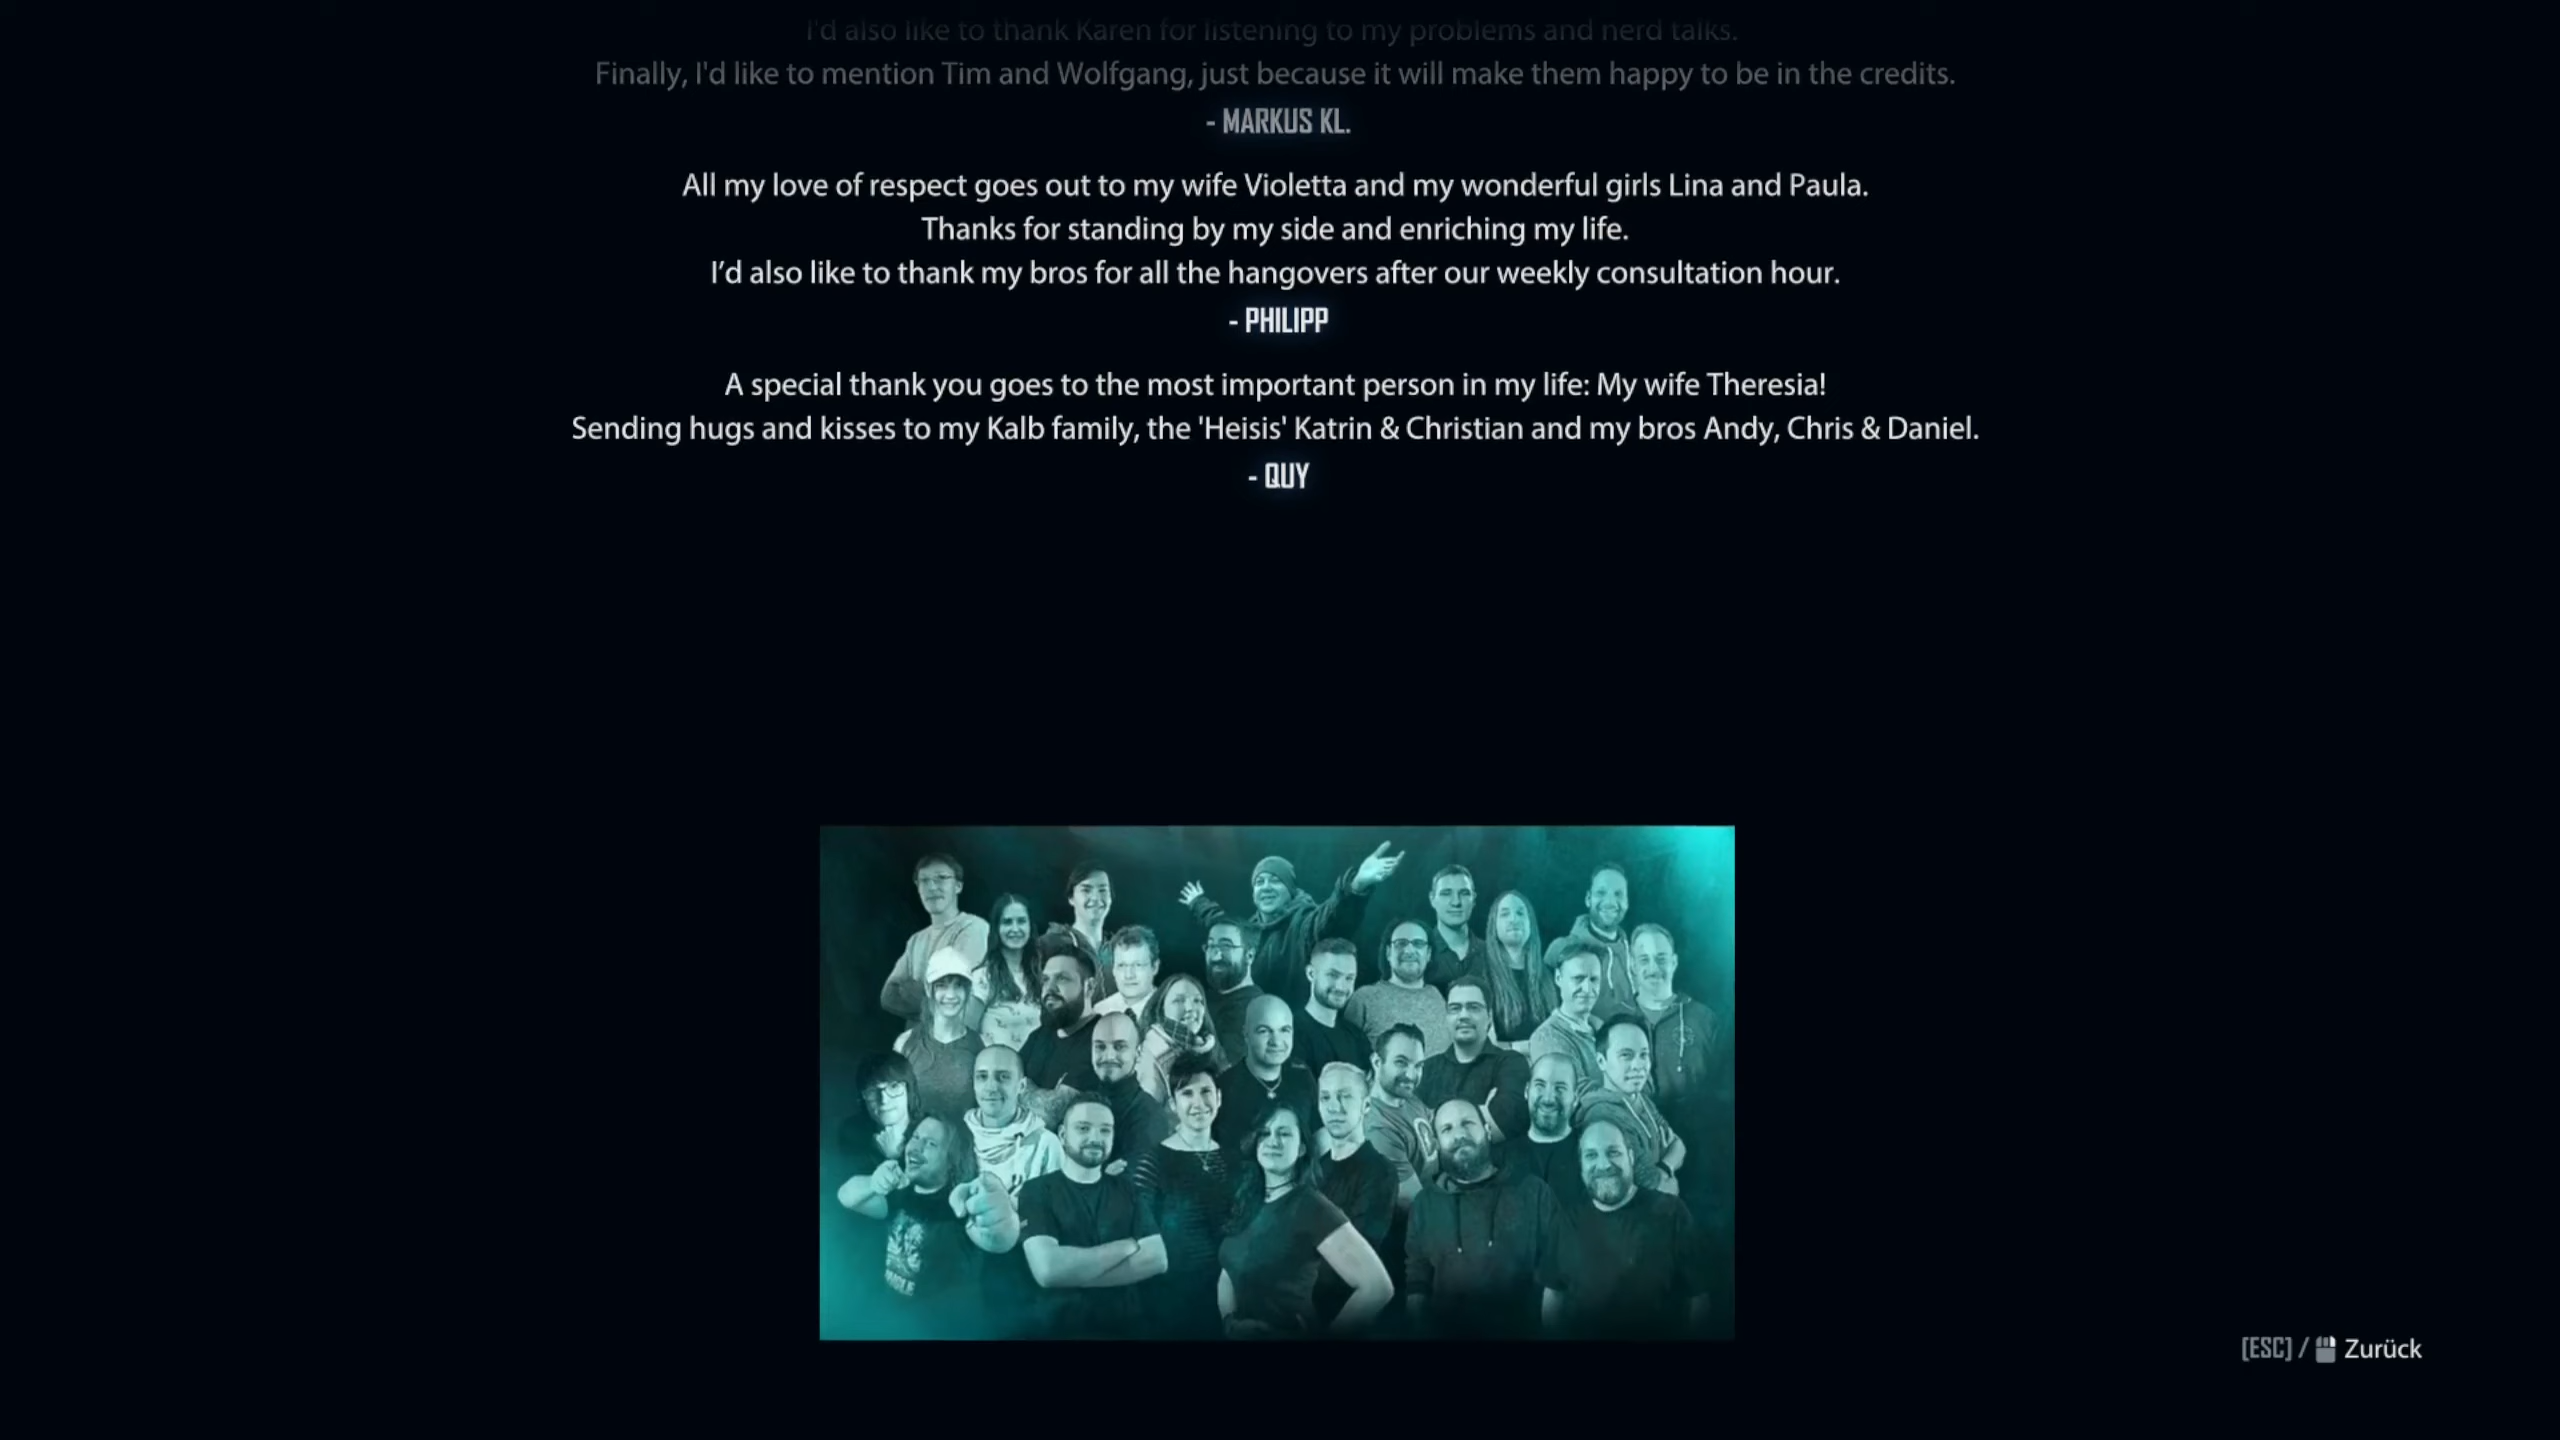 I'd also like to thank Karen for listening to my problems and nerd talks.
Finally, I'd like to mention Tim and Wolfgang, just because it will make them happy to be in the credits.
- MARKUS KL.
All my love of respect goes out to my wife Violetta and my wonderful girls Lina and Paula.
Thanks for standing by my side and enriching my life.
I’d also like to thank my bros for all the hangovers after our weekly consultation hour.
- PHILIPP
A special thank you goes to the most important person in my life: My wife Theresia!
Sending hugs and kisses to my Kalb family, the 'Heisis' Katrin & Christian and my bros Andy, Chris & Daniel.
- QUY
[ESC] / Zurück